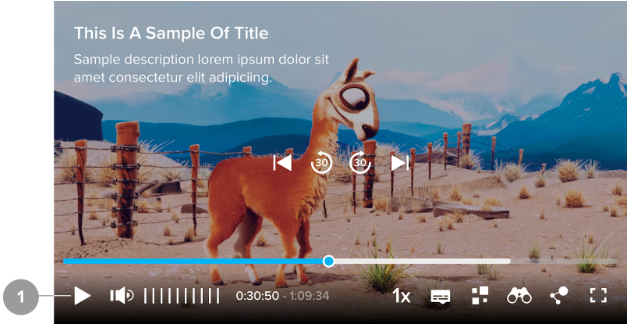 This Is A Sample Of Title
Sample description lorem ipsum dolor sit
amet consectetur elit adipiciing.
30 30
1 0:30:50 - 1:09:34 1x